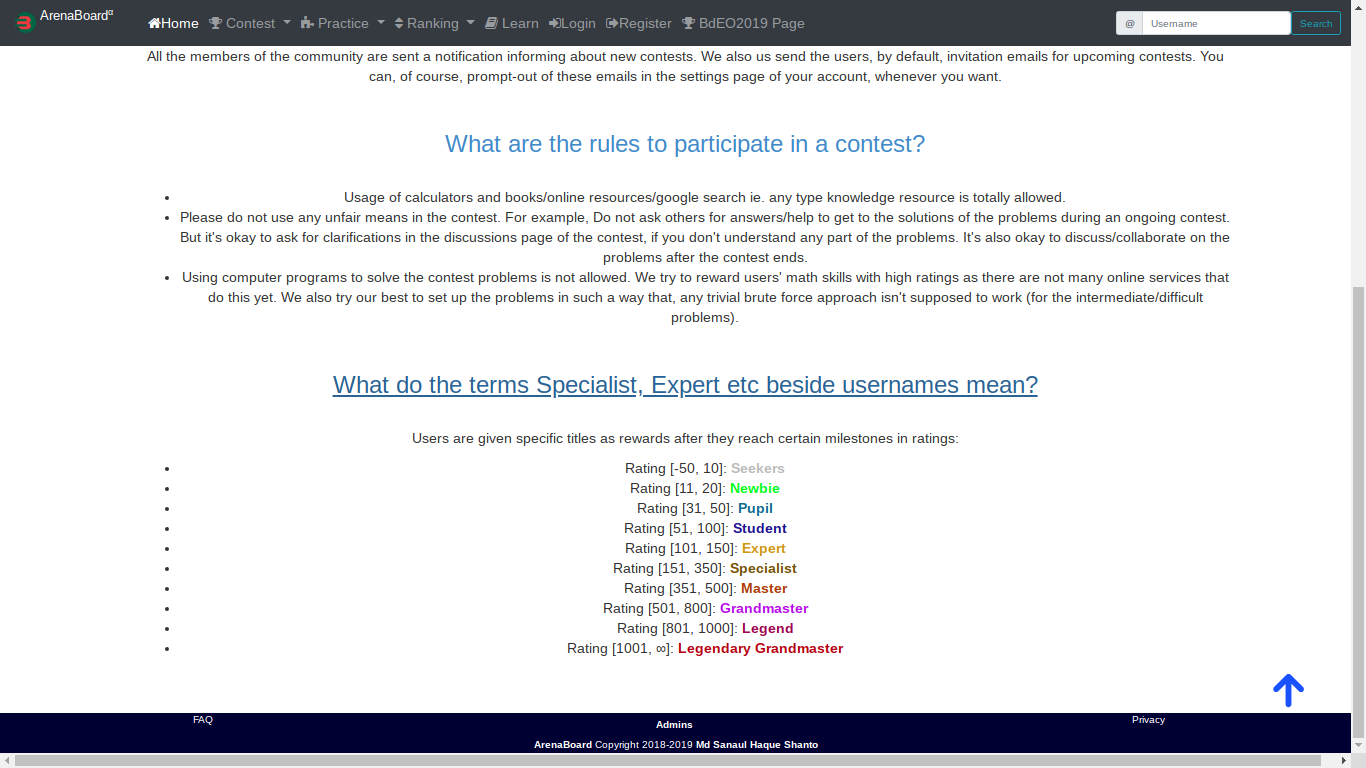 ArenaBoardα Home Contest Practice Ranking Learn Login Register BdEO2019 Page @ Username Search
All the members of the community are sent a notification informing about new contests. We also us send the users, by default, invitation emails for upcoming contests. You
can, of course, prompt-out of these emails in the settings page of your account, whenever you want.
What are the rules to participate in a contest?
Usage of calculators and books/online resources/google search ie. any type knowledge resource is totally allowed.
Please do not use any unfair means in the contest. For example, Do not ask others for answers/help to get to the solutions of the problems during an ongoing contest.
But it's okay to ask for clarifications in the discussions page of the contest, if you don't understand any part of the problems. It's also okay to discuss/collaborate on the
problems after the contest ends.
Using computer programs to solve the contest problems is not allowed. We try to reward users' math skills with high ratings as there are not many online services that
do this yet. We also try our best to set up the problems in such a way that, any trivial brute force approach isn't supposed to work (for the intermediate/difficult
problems).
What do the terms Specialist, Expert etc beside usernames mean?
Users are given specific titles as rewards after they reach certain milestones in ratings:
Rating [-50, 10]: Seekers
Rating [11, 20]: Newbie
Rating [31, 50]: Pupil
Rating [51, 100]: Student
Rating [101, 150]: Expert
Rating [151, 350]: Specialist
Rating [351, 500]: Master
Rating [501, 800]: Grandmaster
Rating [801, 1000]: Legend
Rating [1001, ∞]: Legendary Grandmaster
FAQ Admins Privacy
ArenaBoard Copyright 2018-2019 Md Sanaul Haque Shanto